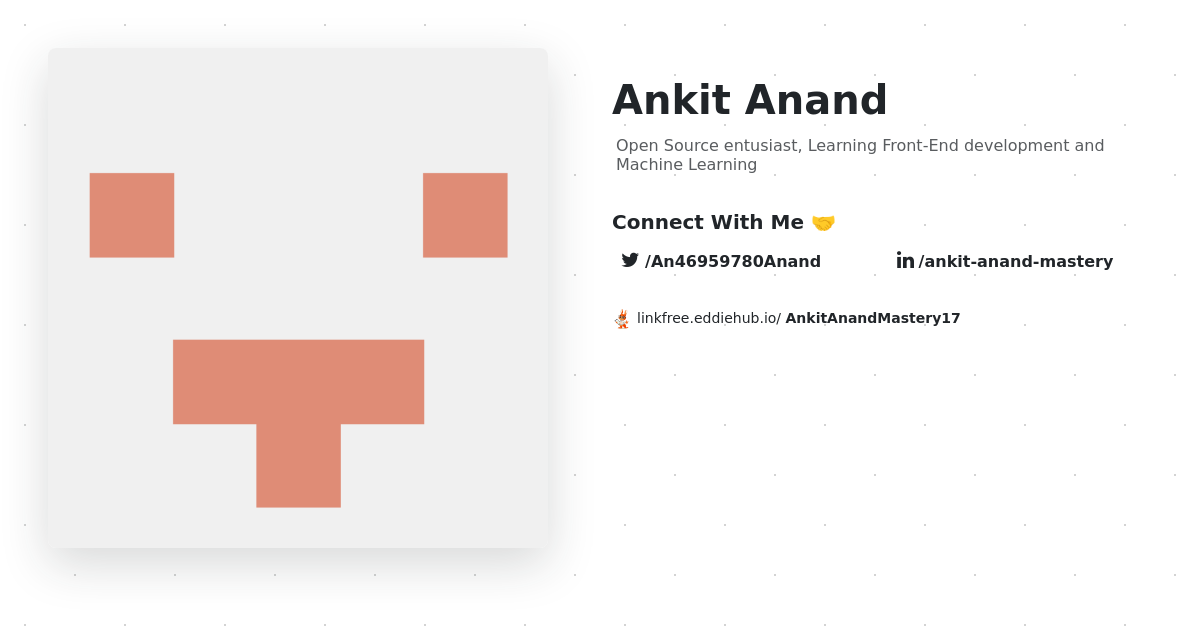 Ankit Anand
Open Source entusiast, Learning Front-End development and
Machine Learning
Connect With Me 🤝
/An46959780Anand
/ankit-anand-mastery
linkfree.eddiehub.io/ AnkitAnandMastery17